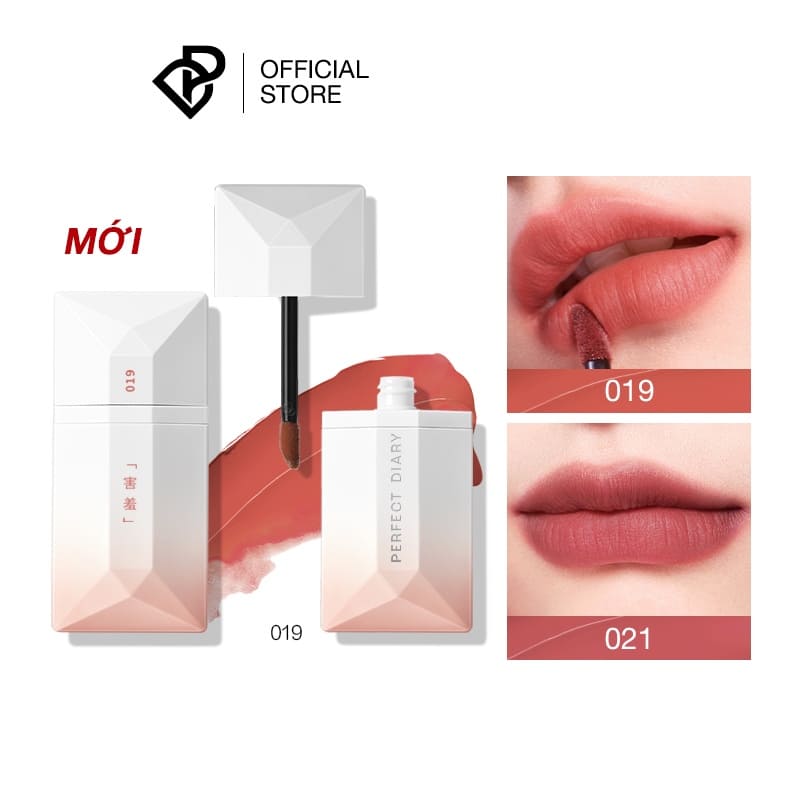 OFFICIAL
STORE
MỚI
019
「害羞」
PERFECT DIARY
019
019
021